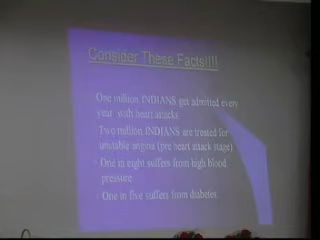 Consider These Facts!!!!
One million INDIANS get admitted every
year with heart attacks
Two million INDIANS are treated for
unstable angina (pre heart attack stage)
One in eight suffers from high blood
pressure
One in five suffers from diabetes.